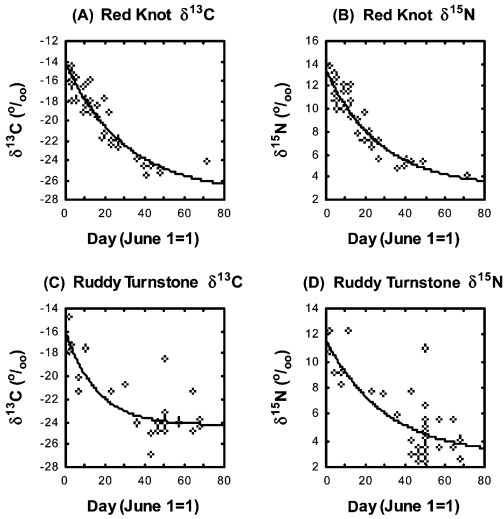 (A) Red Knot δ¹³C
-12
-14
-16
-18
-20
-22
-24
-26
-28
δ¹³C (º/ₒₒ)
0 20 40 60 80
Day (June 1=1)
(B) Red Knot δ¹⁵N
16
14
12
10
8
6
4
2
δ¹⁵N (º/ₒₒ)
0 20 40 60 80
Day (June 1=1)
(C) Ruddy Turnstone δ¹³C
-14
-16
-18
-20
-22
-24
-26
-28
δ¹³C (º/ₒₒ)
0 20 40 60 80
Day (June 1=1)
(D) Ruddy Turnstone δ¹⁵N
14
12
10
8
6
4
2
δ¹⁵N (º/ₒₒ)
0 20 40 60 80
Day (June 1=1)